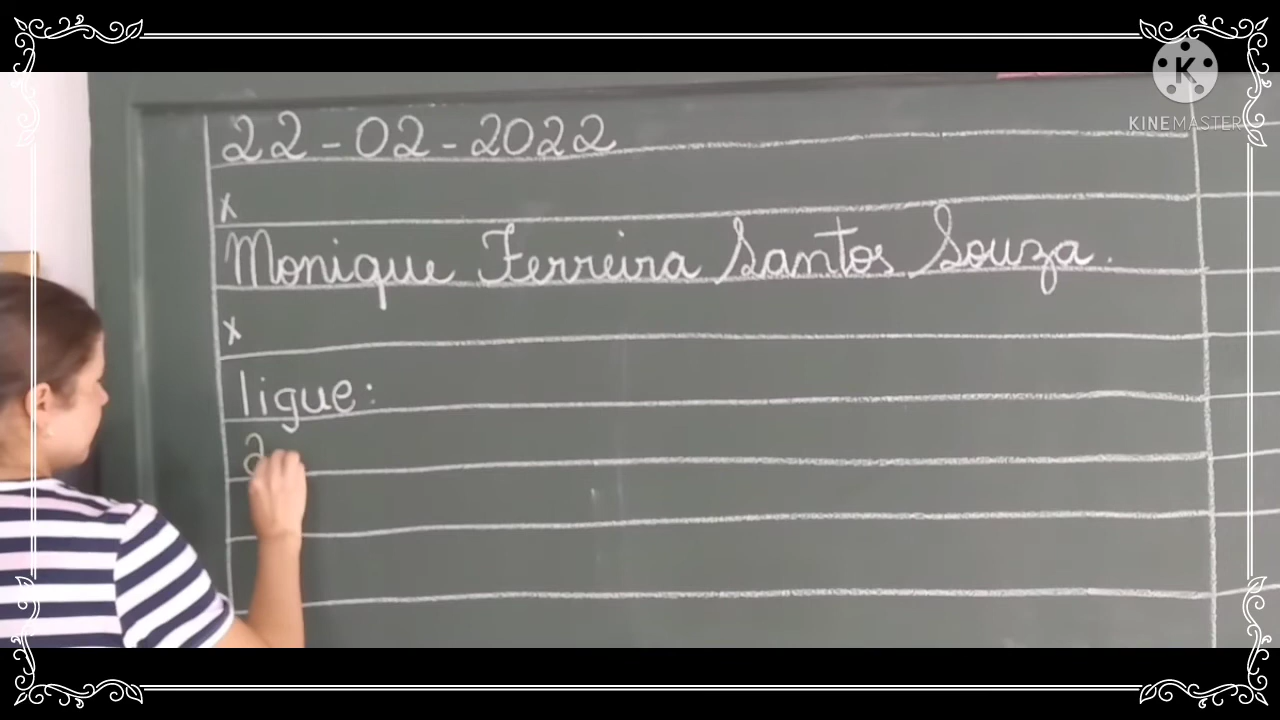 22-02-2022
x
Monique Ferreira Santos Souza.
x
ligue:
a
K
KINEMASTER